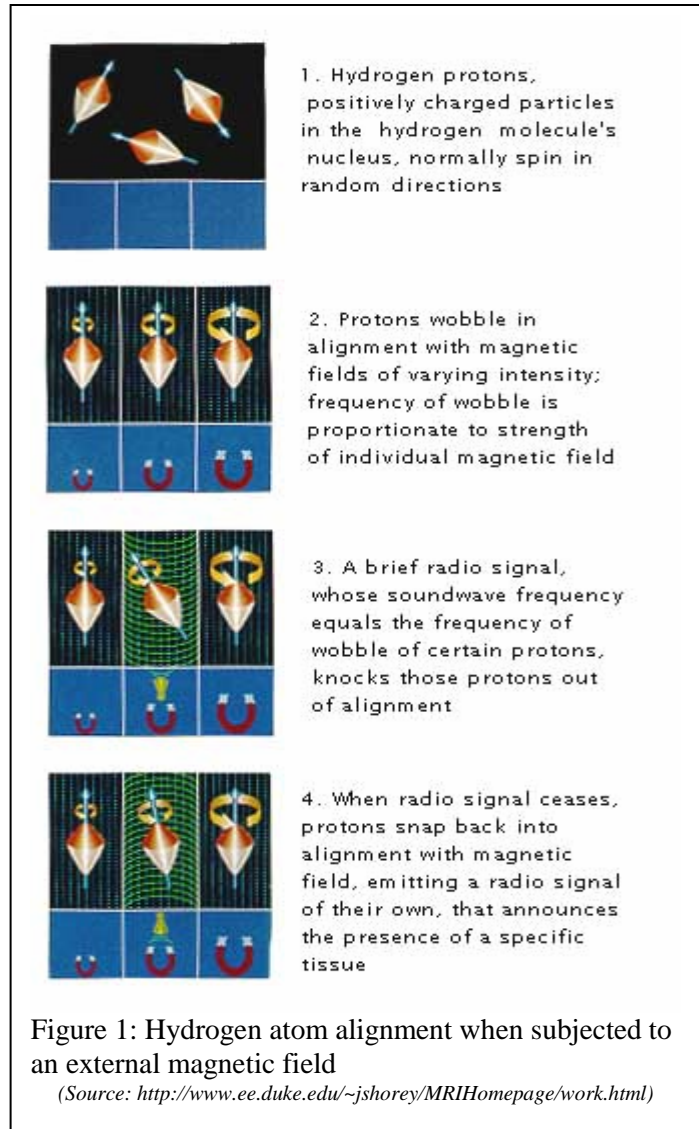 1. Hydrogen protons,
positively charged particles
in the hydrogen molecule's
nucleus, normally spin in
random directions
2. Protons wobble in
alignment with magnetic
fields of varying intensity;
frequency of wobble is
proportionate to strength
of individual magnetic field
3. A brief radio signal,
whose soundwave frequency
equals the frequency of
wobble of certain protons,
knocks those protons out
of alignment
4. When radio signal ceases,
protons snap back into
alignment with magnetic
field, emitting a radio signal
of their own, that announces
the presence of a specific
tissue
Figure 1: Hydrogen atom alignment when subjected to
an external magnetic field
(Source: http://www.ee.duke.edu/~jshorey/MRIHomepage/work.html)